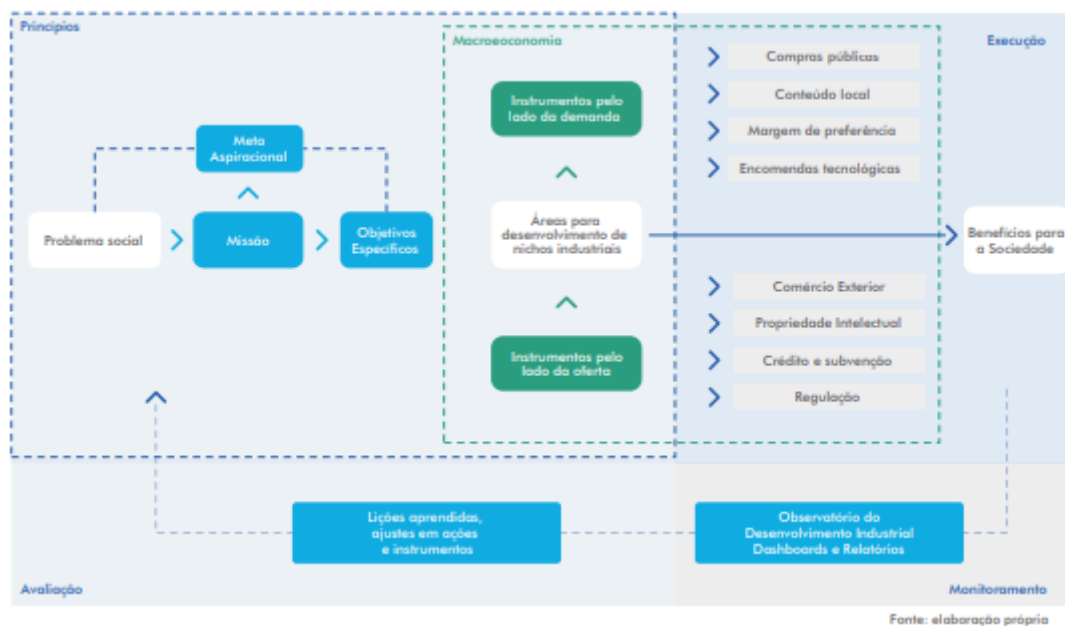 Princípios
Macroeoconomia
Execução
Compras públicas
Instrumentos pelo
lado da demanda
Conteúdo local
Margem de preferência
Meta
Aspiracional
Encomendas tecnológicas
Problema social
Missão
Objetivos
Específicos
Áreas para
desenvolvimento de
nichos industriais
Benefícios para
a Sociedade
Comércio Exterior
Propriedade Intelectual
Instrumentos pelo
lado da oferta
Crédito e subvenção
Regulação
Lições aprendidas,
ajustes em ações
e instrumentos
Observatório do
Desenvolvimento Industrial
Dashboards e Relatórios
Avaliação
Monitoramento
Fonte: elaboração própria